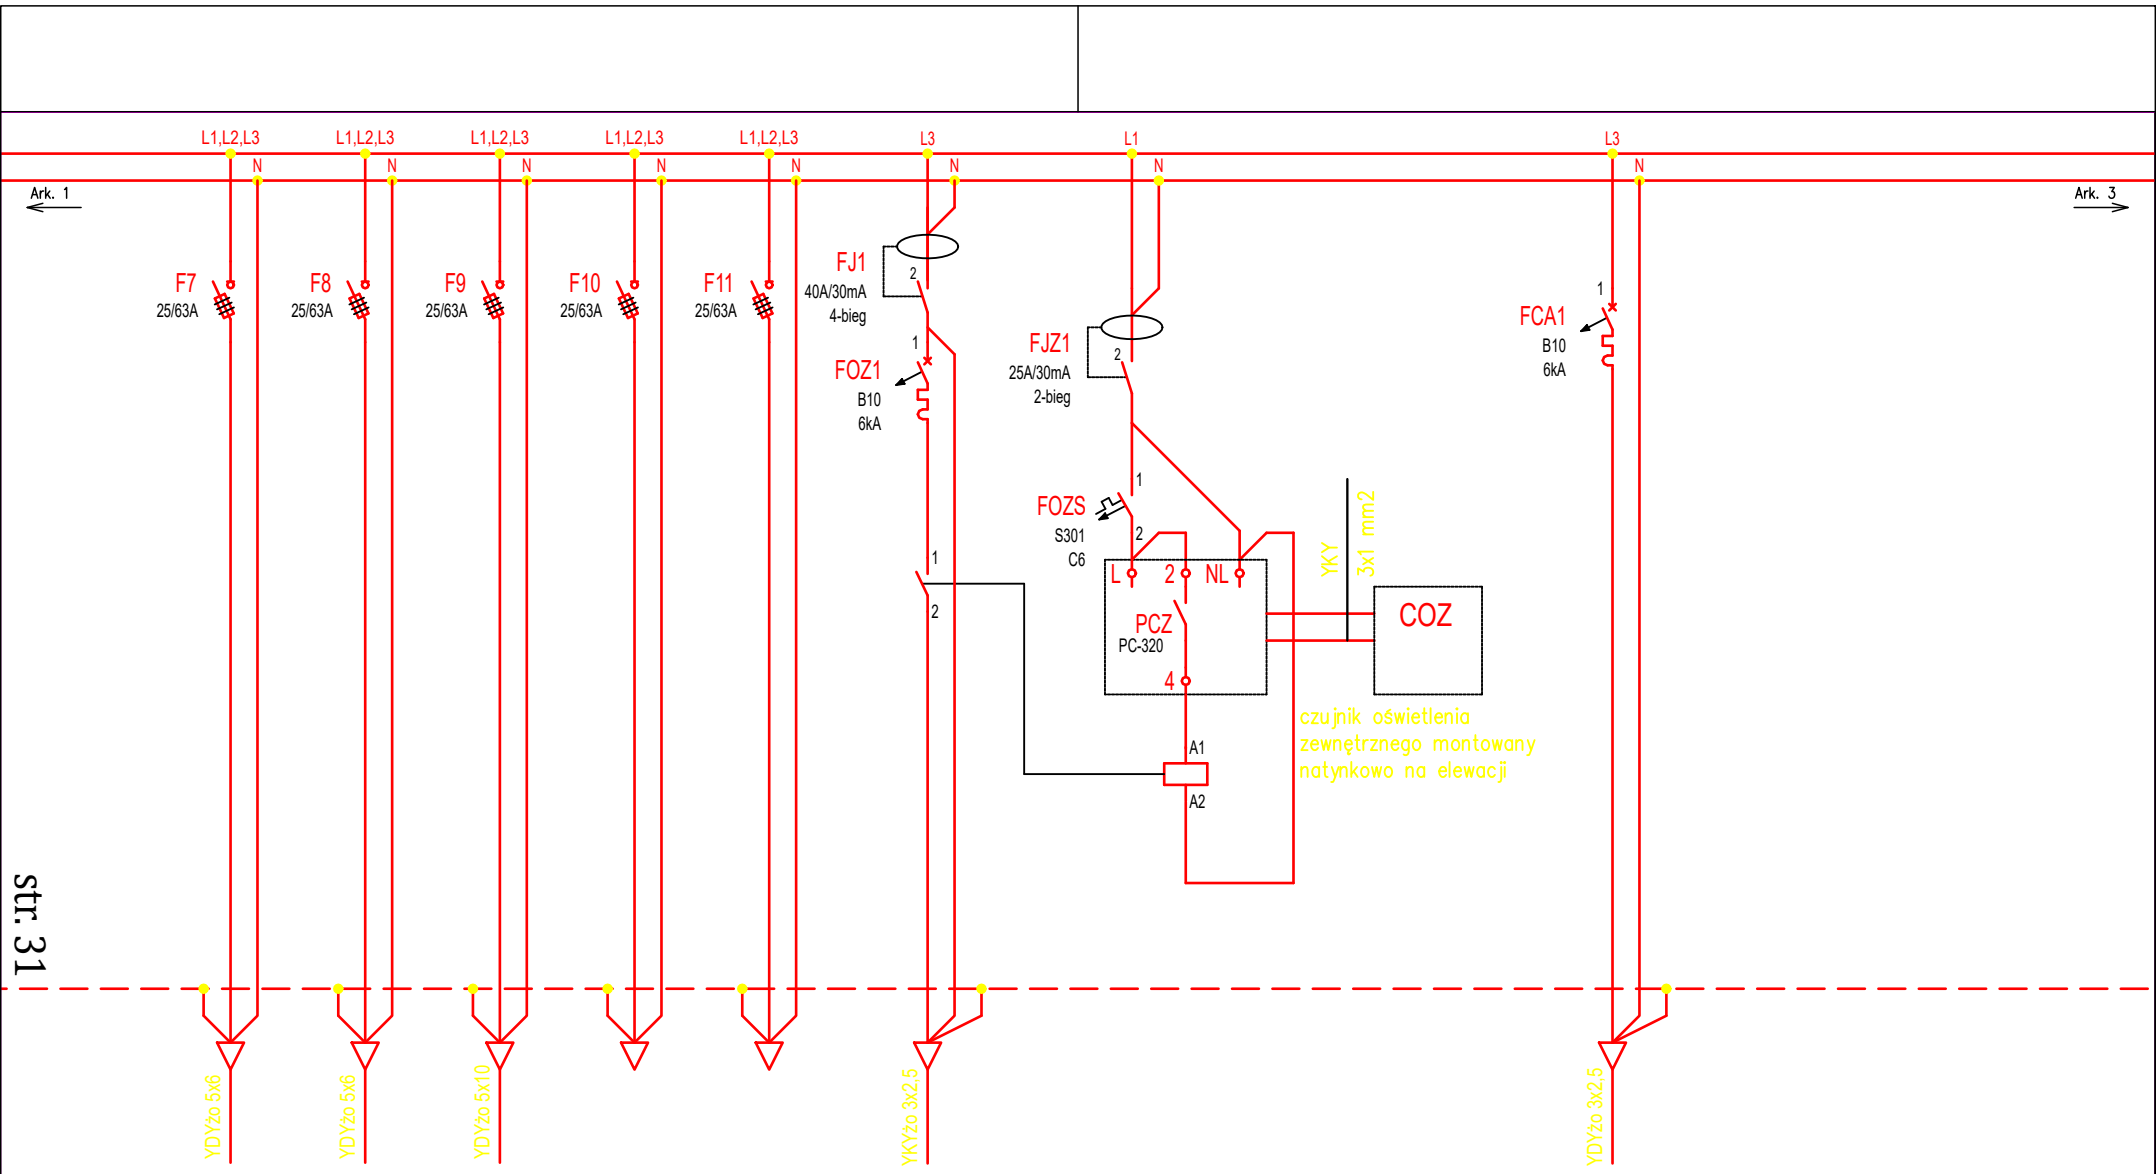 L1,L2,L3
L1,L2,L3
L1,L2,L3
L1,L2,L3
L1,L2,L3
L3
L1
L3
N
N
N
N
N
N
N
N
Ark. 1
Ark. 3
F7
25/63A
F8
25/63A
F9
25/63A
F10
25/63A
F11
25/63A
FJ1
40A/30mA
4-bieg
2
1
FOZ1
B10
6kA
1
2
FJZ1
25A/30mA
2-bieg
2
1
FOZS
S301
C6
2
L
2
NL
PCZ
PC-320
4
A1
A2
YKY
3x1 mm2
COZ
czujnik oświetlenia
zewnętrznego montowany
natynkowo na elewacji
1
FCA1
B10
6kA
str. 31
YDYżo 5x6
YDYżo 5x6
YDYżo 5x10
YKYżo 3x2,5
YDYżo 3x2,5